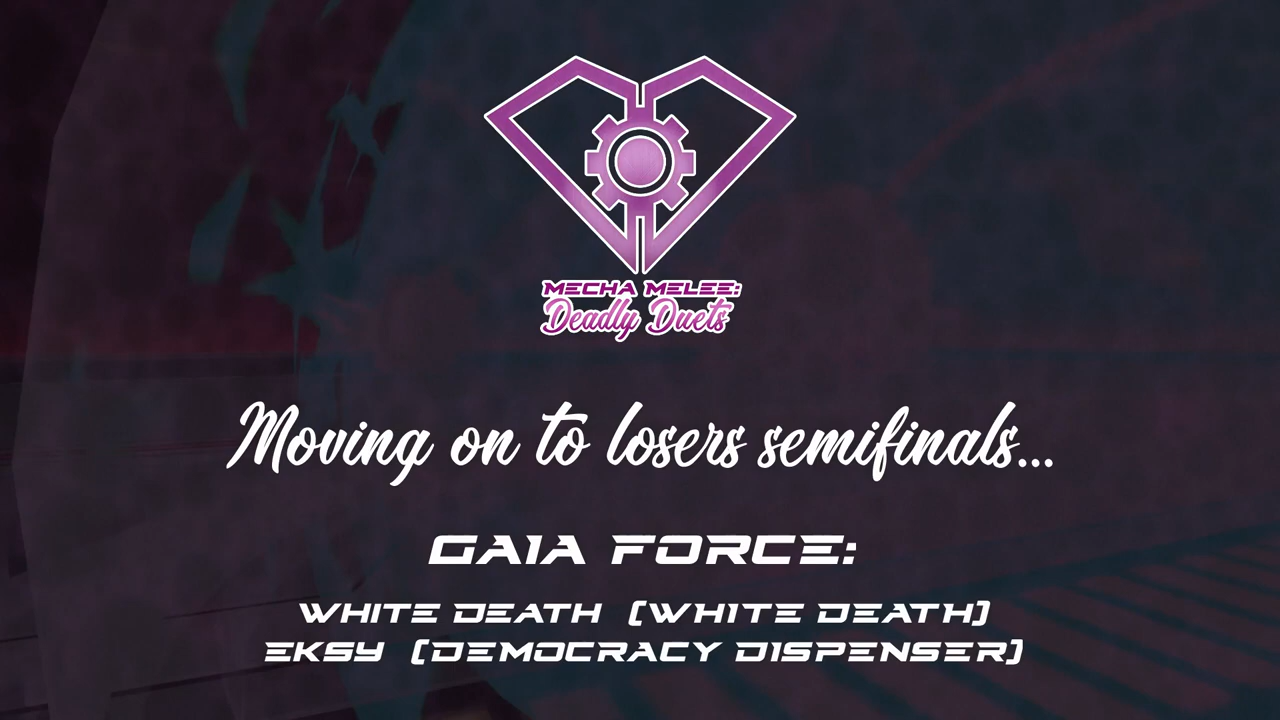 MECHA MELEE:
Deadly Duets
Moving on to losers semifinals...
GAIA FORCE:
WHITE DEATH (WHITE DEATH)
EKSY (DEMOCRACY DISPENSER)